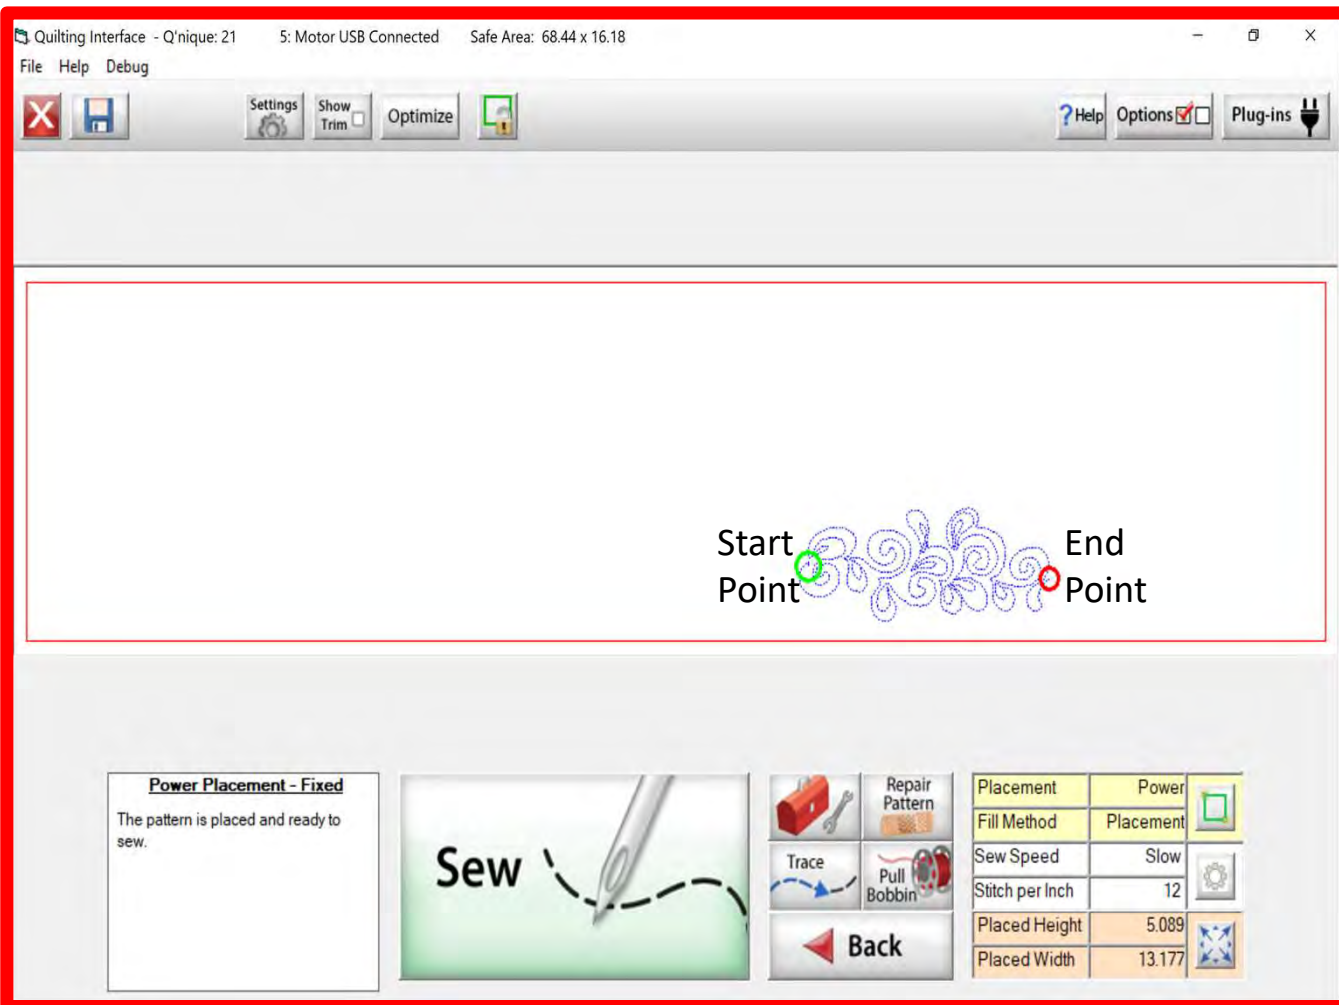 Quilting Interface - Q'nique: 21 5: Motor USB Connected Safe Area: 68.44 x 16.18
File Help Debug
Settings
Show
Trim
Optimize
?Help
Options
Plug-ins
Start
Point
End
Point
Power Placement - Fixed
The pattern is placed and ready to
sew.
Sew
Repair
Pattern
Trace
Pull
Bobbin
Back
Placement Power
Fill Method Placement
Sew Speed Slow
Stitch per Inch 12
Placed Height 5.089
Placed Width 13.177